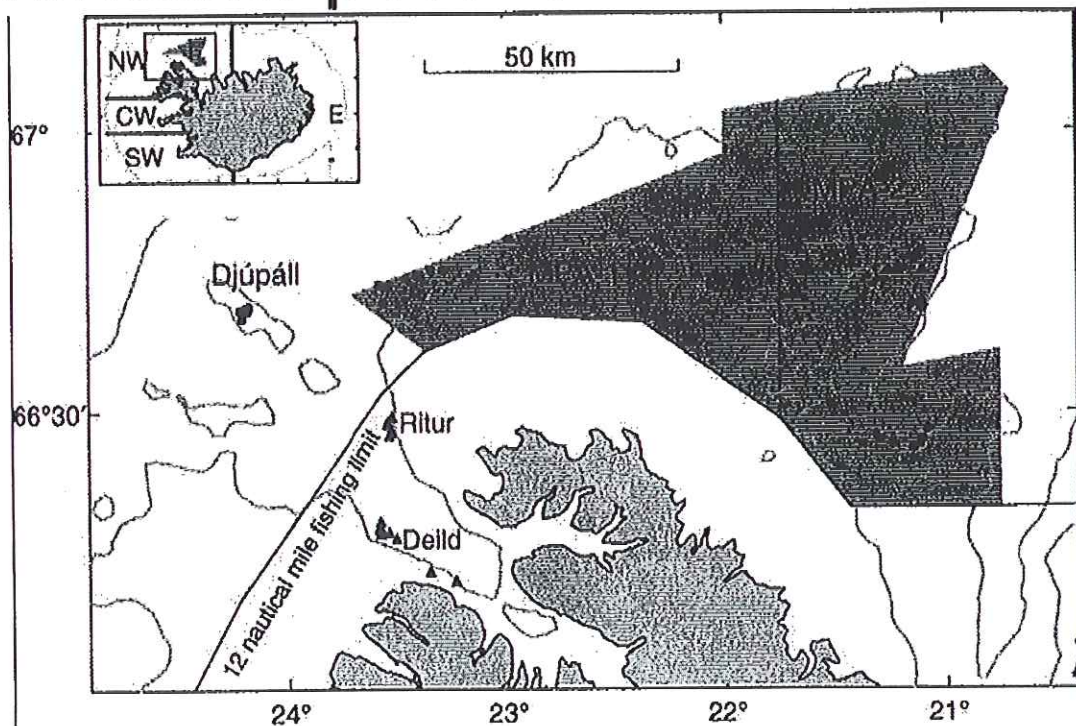 NW
CW
SW
E
50 km
67°
Djúpáll
66°30'
Ritur
Deild
12 nautical mile fishing limit
24°
23°
22°
21°